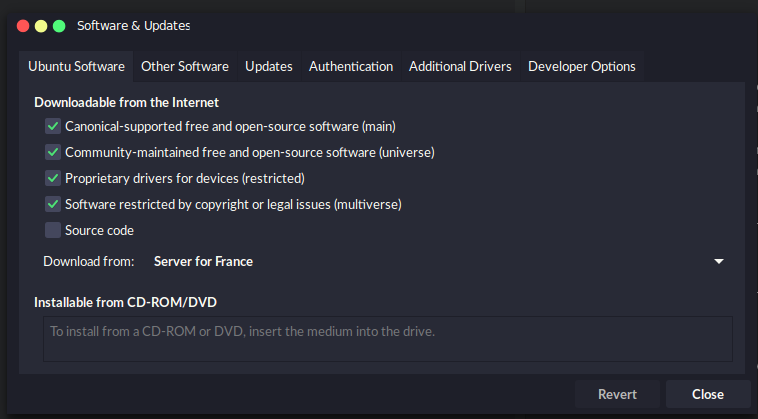 Software & Updates
Ubuntu Software Other Software Updates Authentication Additional Drivers Developer Options
Downloadable from the Internet
Canonical-supported free and open-source software (main)
Community-maintained free and open-source software (universe)
Proprietary drivers for devices (restricted)
Software restricted by copyright or legal issues (multiverse)
Source code
Download from: Server for France
Installable from CD-ROM/DVD
To install from a CD-ROM or DVD, insert the medium into the drive.
Revert Close